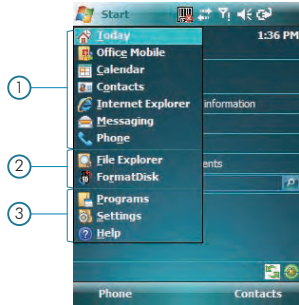 Start
Today
1:36 PM
Office Mobile
Calendar
1
Contacts
Internet Explorer
information
Messaging
Phone
2
File Explorer
ents
FormatDisk
3
Programs
Settings
Help
Phone Contacts